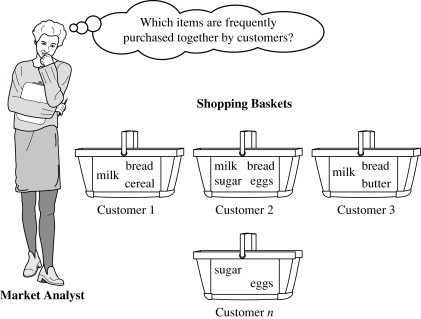 Which items are frequently
purchased together by customers?
Shopping Baskets
milk bread
cereal
Customer 1
milk bread
sugar eggs
Customer 2
milk bread
butter
Customer 3
sugar
eggs
Customer n
Market Analyst